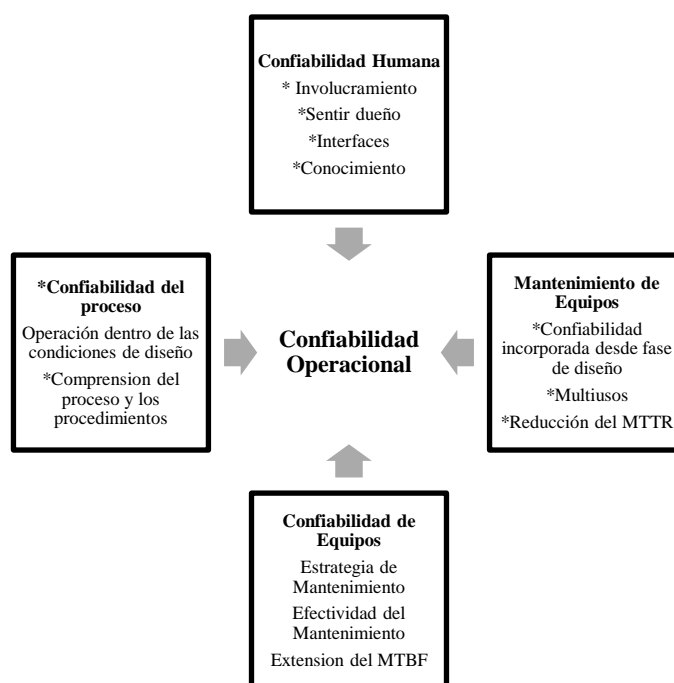 Confiabilidad Humana
* Involucramiento
*Sentir dueño
*Interfaces
*Conocimiento
*Confiabilidad del
proceso
Operación dentro de las
condiciones de diseño
*Comprension del
proceso y los
procedimientos
Confiabilidad
Operacional
Mantenimiento de
Equipos
*Confiabilidad
incorporada desde fase
de diseño
*Multiusos
*Reducción del MTTR
Confiabilidad de
Equipos
Estrategia de
Mantenimiento
Efectividad del
Mantenimiento
Extension del MTBF